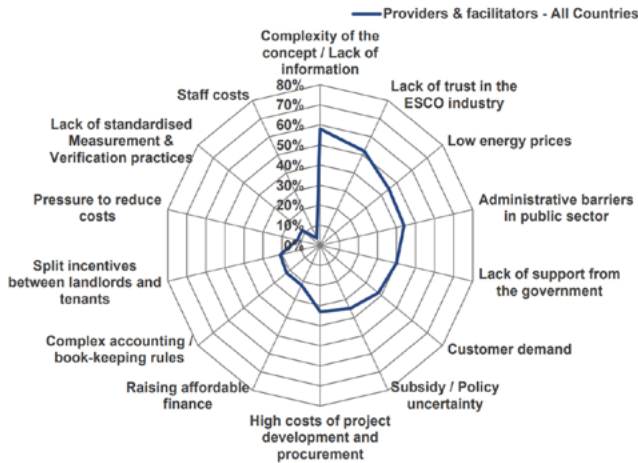 Providers & facilitators - All Countries
Complexity of the
concept / Lack of
information
80%
70%
60%
50%
40%
30%
20%
10%
0%
Lack of trust in the
ESCO industry
Low energy prices
Administrative barriers
in public sector
Lack of support from
the government
Customer demand
Subsidy / Policy
uncertainty
High costs of project
development and
procurement
Raising affordable
finance
Complex accounting /
book-keeping rules
Split incentives
between landlords and
tenants
Pressure to reduce
costs
Lack of standardised
Measurement &
Verification practices
Staff costs